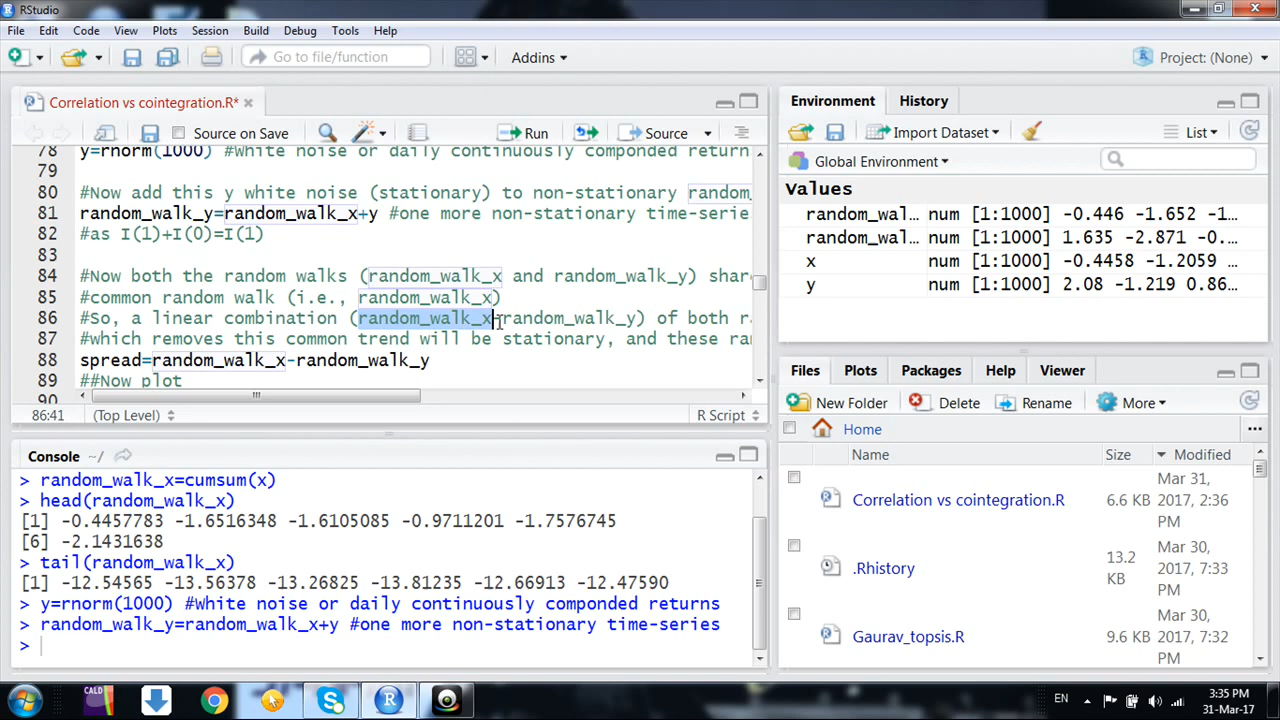 RStudio
File Edit View Plots Session Build Debug Tools Help
Go to file/function Addins Project: (None)
Correlation vs cointegration.R*
Source on Save Run Source
78 y=rnorm(1000) #White noise or daily continuously componded return
79
80 #Now add this y white noise (stationary) to non-stationary random_
81 random_walk_y=random_walk_x+y #one more non-stationary time-serie
82 #as I(1)+I(0)=I(1)
83
84 #Now both the random walks (random_walk_x and random_walk_y) shar
85 #common random walk (i.e., random_walk_x)
86 #So, a linear combination (random_walk_x-random_walk_y) of both r
87 #which removes this common trend will be stationary, and these ra
88 spread=random_walk_x-random_walk_y
89 ##Now plot
90
86:41 (Top Level) R Script
Console ~/
> random_walk_x=cumsum(x)
> head(random_walk_x)
[1] -0.4457783 -1.6516348 -1.6105085 -0.9711201 -1.7576745
[6] -2.1431638
> tail(random_walk_x)
[1] -12.54565 -13.56378 -13.26825 -13.81235 -12.66913 -12.47590
> y=rnorm(1000) #White noise or daily continuously componded returns
> random_walk_y=random_walk_x+y #one more non-stationary time-series
>
Environment History
Import Dataset List
Global Environment
Values
random_wal… num [1:1000] -0.446 -1.652 -1…
random_wal… num [1:1000] 1.635 -2.871 -0.…
x num [1:1000] -0.4458 -1.2059 …
y num [1:1000] 2.08 -1.219 0.86…
Files Plots Packages Help Viewer
New Folder Delete Rename More
Home ...
Name Size Modified
Correlation vs cointegration.R 6.6 KB Mar 31, 2017, 2:36 PM
.Rhistory 13.2 KB Mar 30, 2017, 7:33 PM
Gaurav_topsis.R 9.6 KB Mar 30, 2017, 7:32 PM
CALD EN 3:35 PM
31-Mar-17